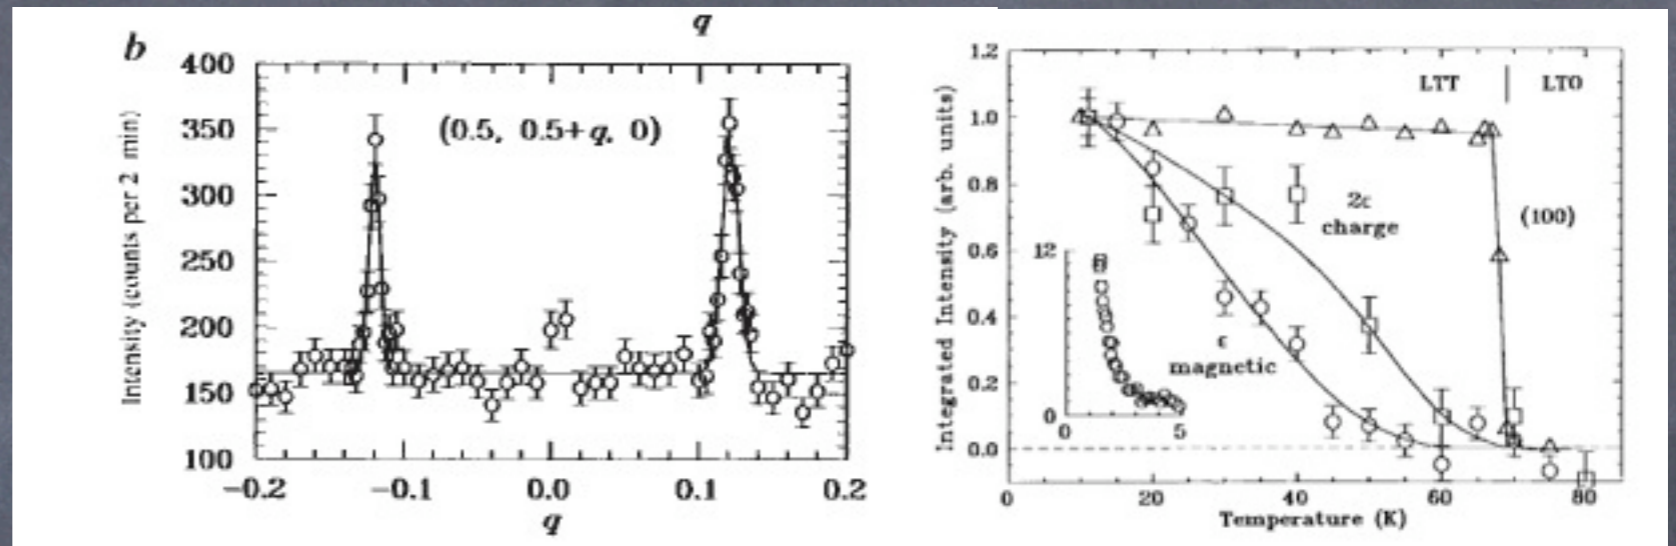 q
b
400
350
300
250
200
150
100
Intensity (counts per 2 min)
(0.5, 0.5+q, 0)
-0.2
-0.1
0.0
0.1
0.2
q
1.2
1.0
0.8
0.6
0.4
0.2
0.0
Integrated Intensity (arb. units)
LTT
LTO
2ε
charge
(100)
ε
magnetic
12
0
0
5
0
20
40
60
80
Temperature (K)